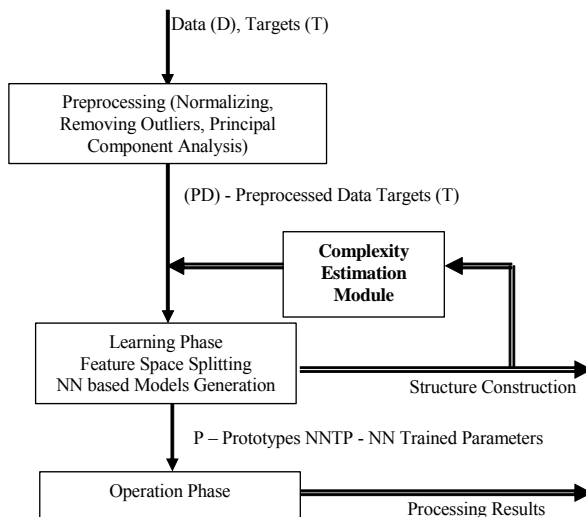 Data (D), Targets (T)
Preprocessing (Normalizing,
Removing Outliers, Principal
Component Analysis)
(PD) - Preprocessed Data Targets (T)
Complexity
Estimation
Module
Learning Phase
Feature Space Splitting
NN based Models Generation
Structure Construction
P – Prototypes NNTP - NN Trained Parameters
Operation Phase
Processing Results